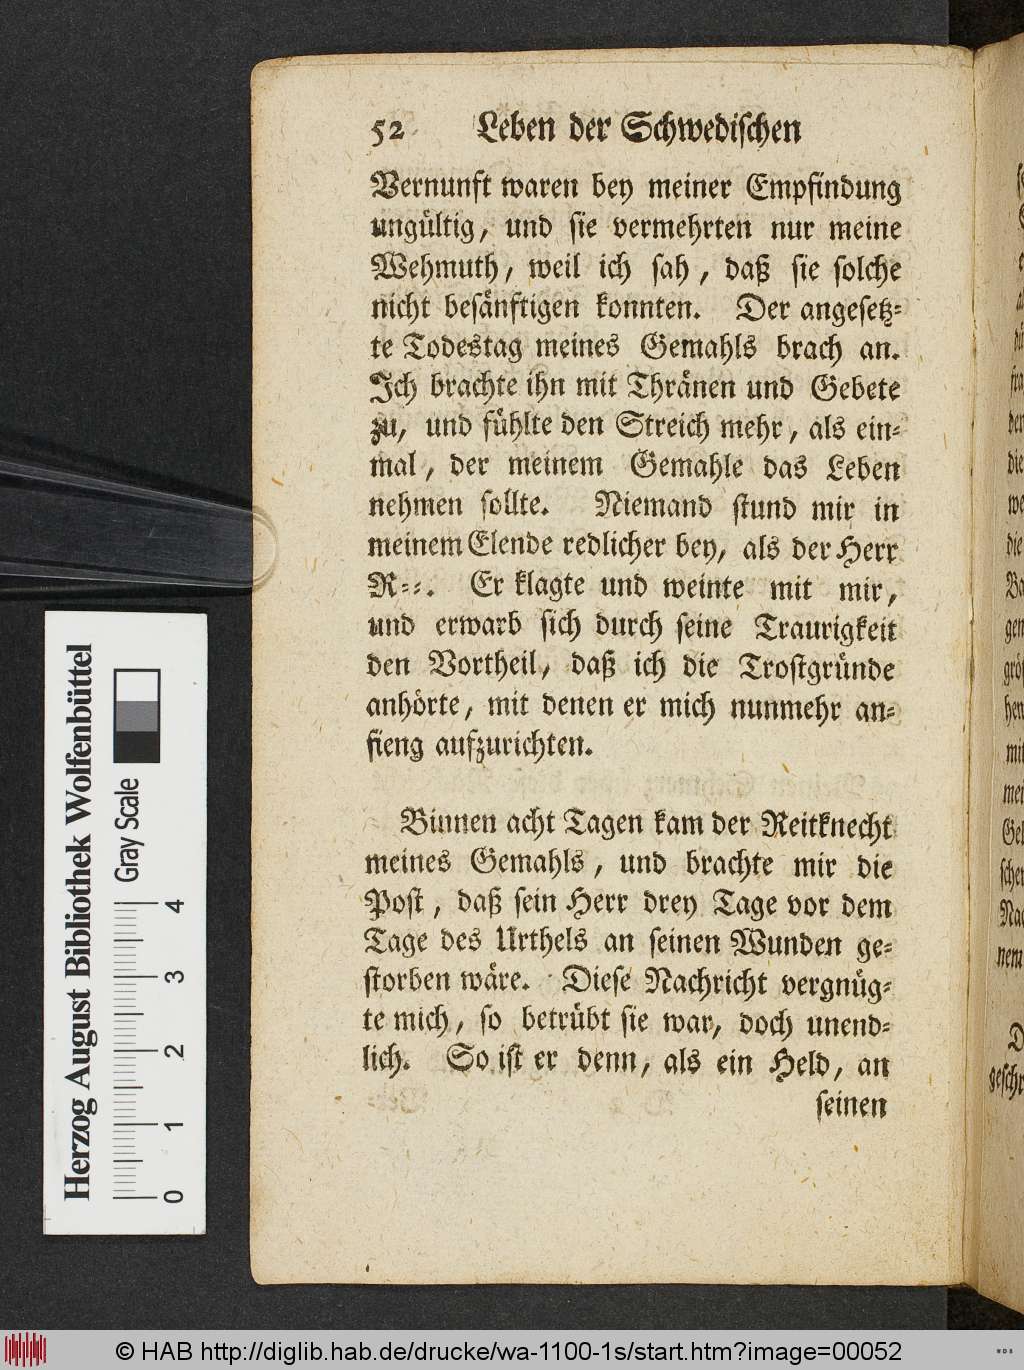 52 Leben der Schwedischen
Vernunft waren bey meiner Empfindung
ungültig, und sie vermehrten nur meine
Wehmuth, weil ich sah, daß sie solche
nicht besänftigen konnten. Der angesetz-
te Todestag meines Gemahls brach an.
Ich brachte ihn mit Thränen und Gebete
zu, und fühlte den Streich mehr, als ein-
mal, der meinem Gemahle das Leben
nehmen sollte. Niemand stund mir in
meinem Elende redlicher bey, als der Herr
R--. Er klagte und weinte mit mir,
und erwarb sich durch seine Traurigkeit
den Vortheil, daß ich die Trostgründe
anhörte, mit denen er mich nunmehr an-
fieng aufzurichten.
Binnen acht Tagen kam der Reitknecht
meines Gemahls, und brachte mir die
Post, daß sein Herr drey Tage vor dem
Tage des Urthels an seinen Wunden ge-
storben wäre. Diese Nachricht vergnüg-
te mich, so betrübt sie war, doch unend-
lich. So ist er denn, als ein Held, an
seinen
Herzog August Bibliothek Wolfenbüttel
Gray Scale
0 1 2 3 4
© HAB http://diglib.hab.de/drucke/wa-1100-1s/start.htm?image=00052